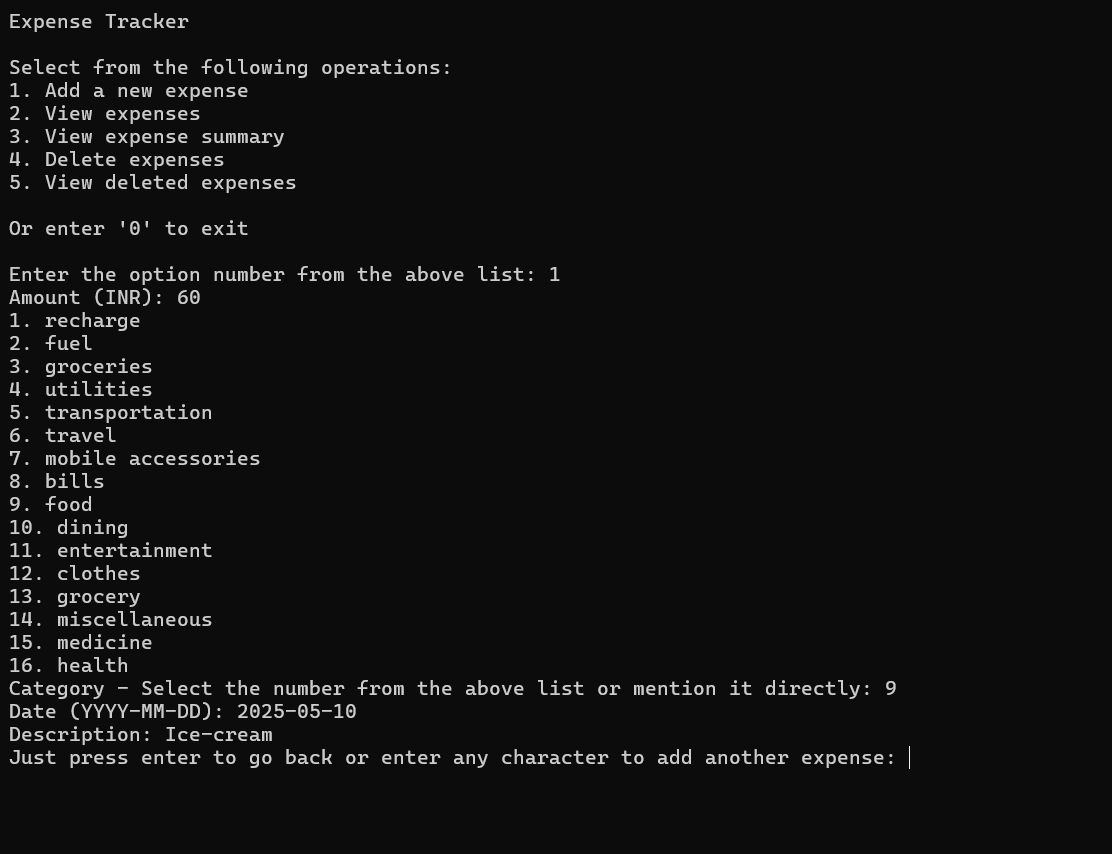 Expense Tracker
Select from the following operations:
1. Add a new expense
2. View expenses
3. View expense summary
4. Delete expenses
5. View deleted expenses
Or enter '0' to exit
Enter the option number from the above list: 1
Amount (INR): 60
1. recharge
2. fuel
3. groceries
4. utilities
5. transportation
6. travel
7. mobile accessories
8. bills
9. food
10. dining
11. entertainment
12. clothes
13. grocery
14. miscellaneous
15. medicine
16. health
Category - Select the number from the above list or mention it directly: 9
Date (YYYY-MM-DD): 2025-05-10
Description: Ice-cream
Just press enter to go back or enter any character to add another expense: